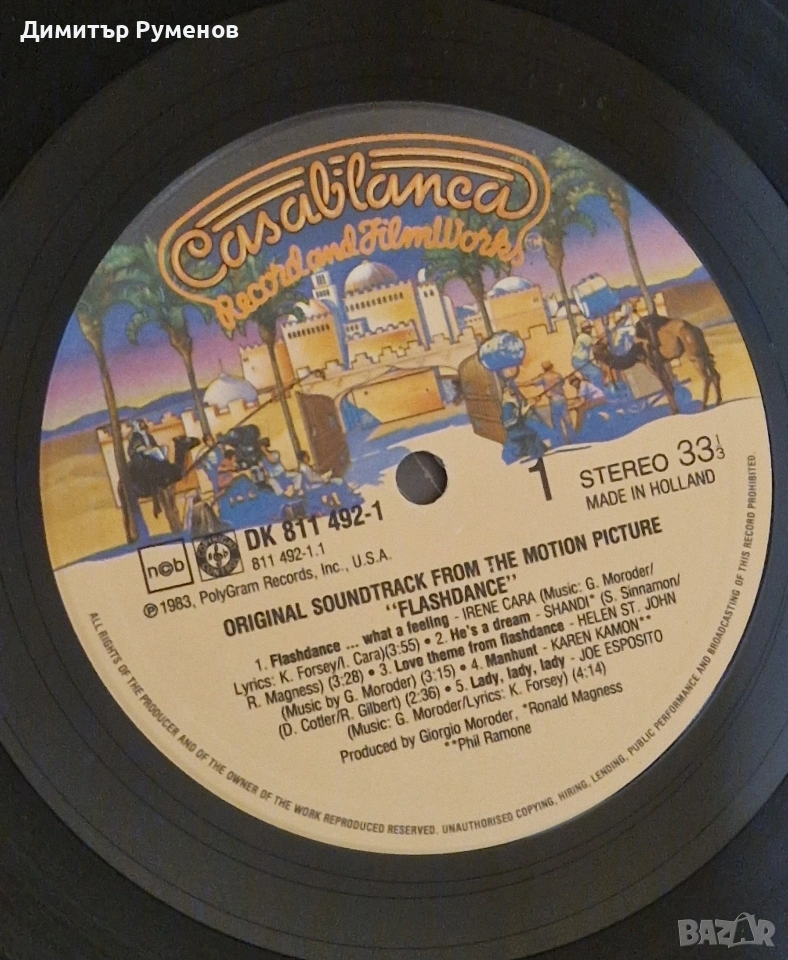 Димитър Руменов
Casablanca
Record and FilmWorks
1
STEREO 33 1/3
MADE IN HOLLAND
ncb
DK 811 492-1
811 492-1.1
℗1983, PolyGram Records, Inc., U.S.A.
ORIGINAL SOUNDTRACK FROM THE MOTION PICTURE
"FLASHDANCE"
1. Flashdance ... what a feeling - IRENE CARA (Music: G. Moroder/
Lyrics: K. Forsey/I. Cara)(3:55) • 2. He's a dream - SHANDI* (S. Sinnamon/
R. Magness) (3:28) • 3. Love theme from flashdance - HELEN ST. JOHN
(Music by G. Moroder) (3:15) • 4. Manhunt - KAREN KAMON**
(D. Cotler/R. Gilbert) (2:36) • 5. Lady, lady, lady - JOE ESPOSITO
(Music: G. Moroder/Lyrics: K. Forsey) (4:14)
Produced by Giorgio Moroder, *Ronald Magness
**Phil Ramone
ALL RIGHTS OF THE PRODUCER AND OF THE OWNER OF THE WORK REPRODUCED RESERVED. UNAUTHORISED COPYING, HIRING, LENDING, PUBLIC PERFORMANCE AND BROADCASTING OF THIS RECORD PROHIBITED.
BAZAR